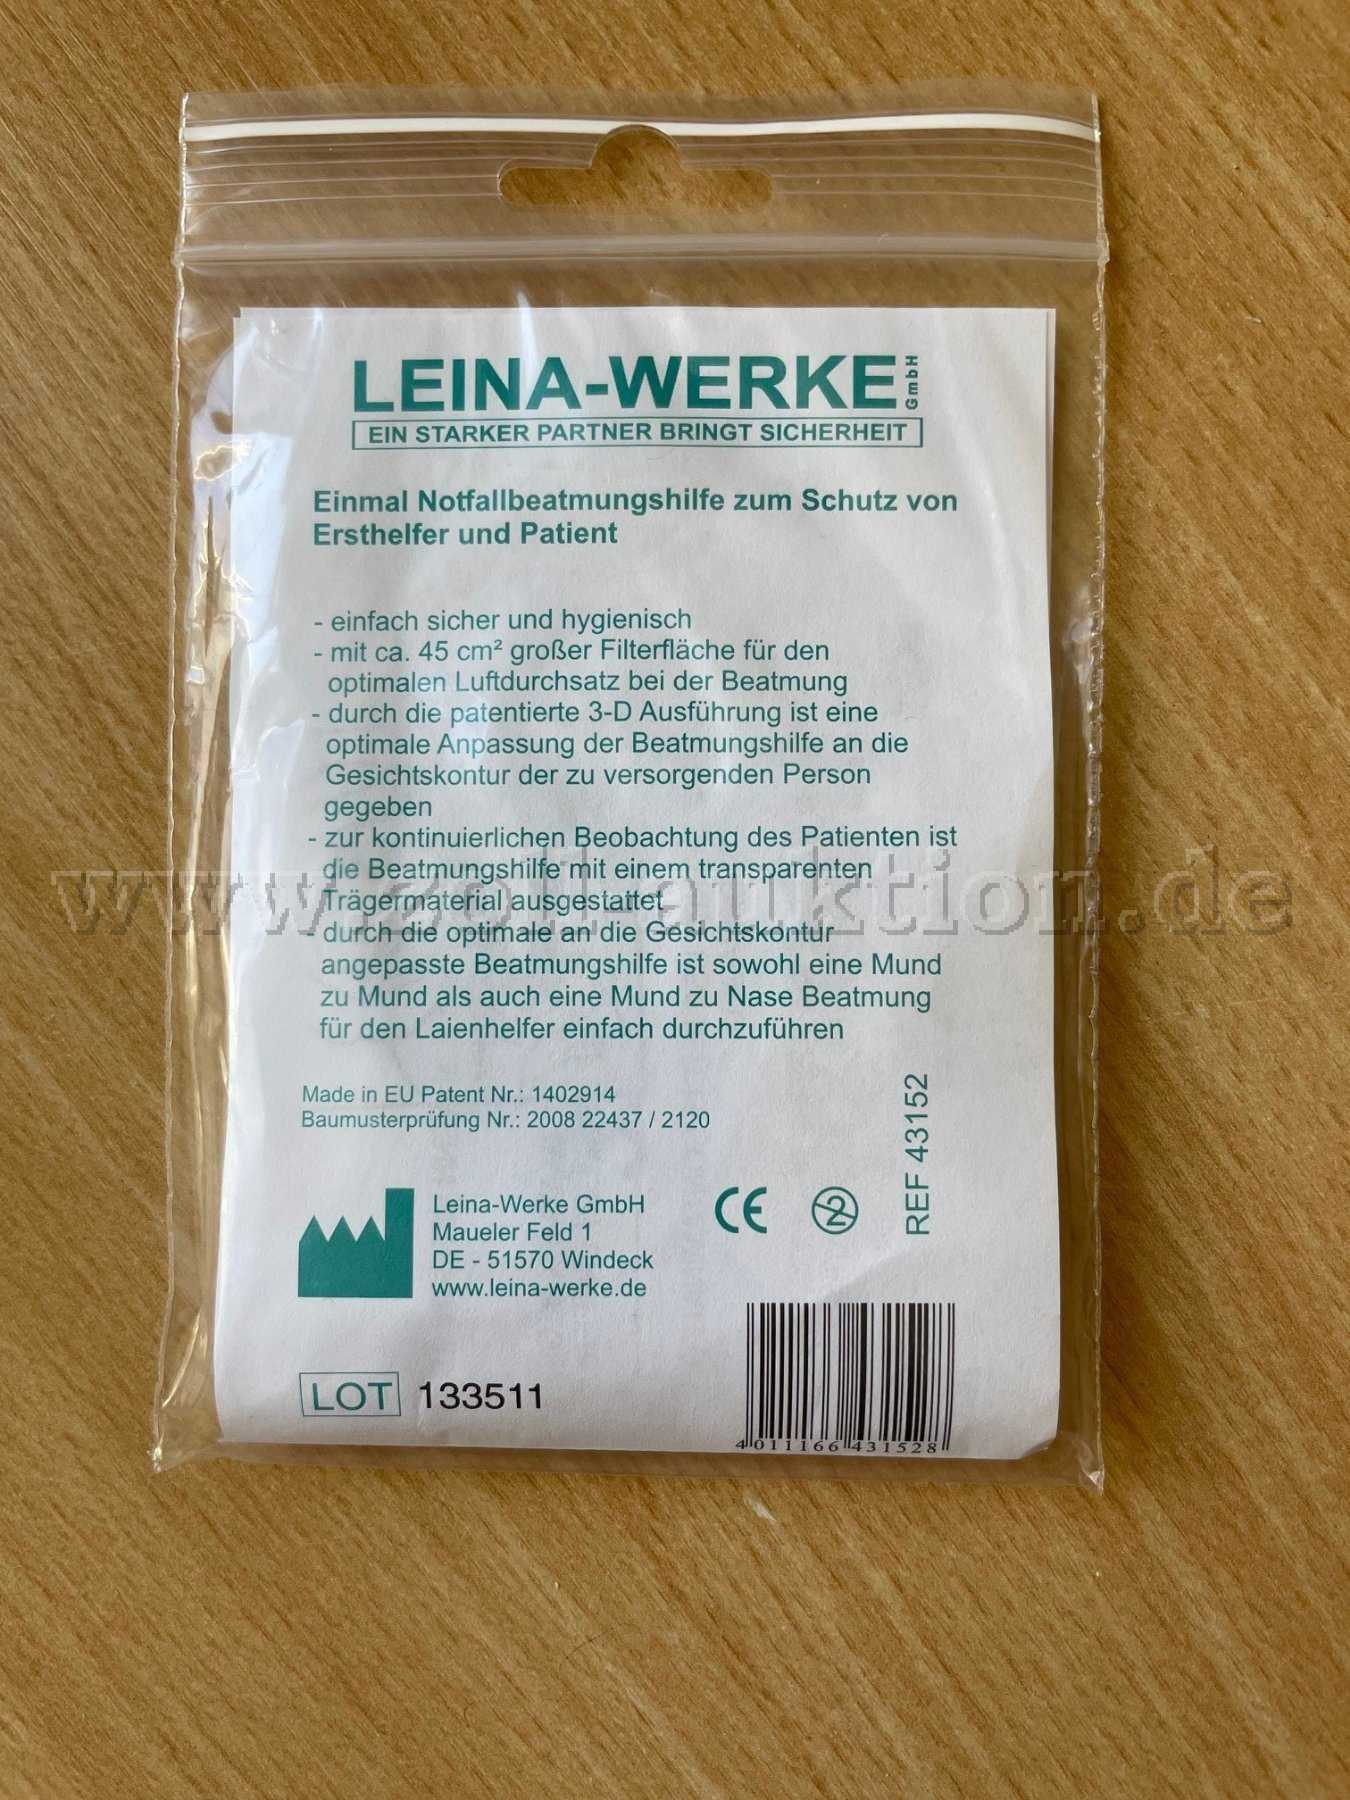 LEINA-WERKE GmbH
EIN STARKER PARTNER BRINGT SICHERHEIT
Einmal Notfallbeatmungshilfe zum Schutz von
Ersthelfer und Patient
- einfach sicher und hygienisch
- mit ca. 45 cm² großer Filterfläche für den
optimalen Luftdurchsatz bei der Beatmung
- durch die patentierte 3-D Ausführung ist eine
optimale Anpassung der Beatmungshilfe an die
Gesichtskontur der zu versorgenden Person
gegeben
- zur kontinuierlichen Beobachtung des Patienten ist
die Beatmungshilfe mit einem transparenten
Trägermaterial ausgestattet
www.zoll-auktion.de
- durch die optimale an die Gesichtskontur
angepasste Beatmungshilfe ist sowohl eine Mund
zu Mund als auch eine Mund zu Nase Beatmung
für den Laienhelfer einfach durchzuführen
Made in EU Patent Nr.: 1402914
Baumusterprüfung Nr.: 2008 22437 / 2120
REF 43152
Leina-Werke GmbH
Maueler Feld 1
DE - 51570 Windeck
www.leina-werke.de
CE
2
LOT 133511
4 011166 431528